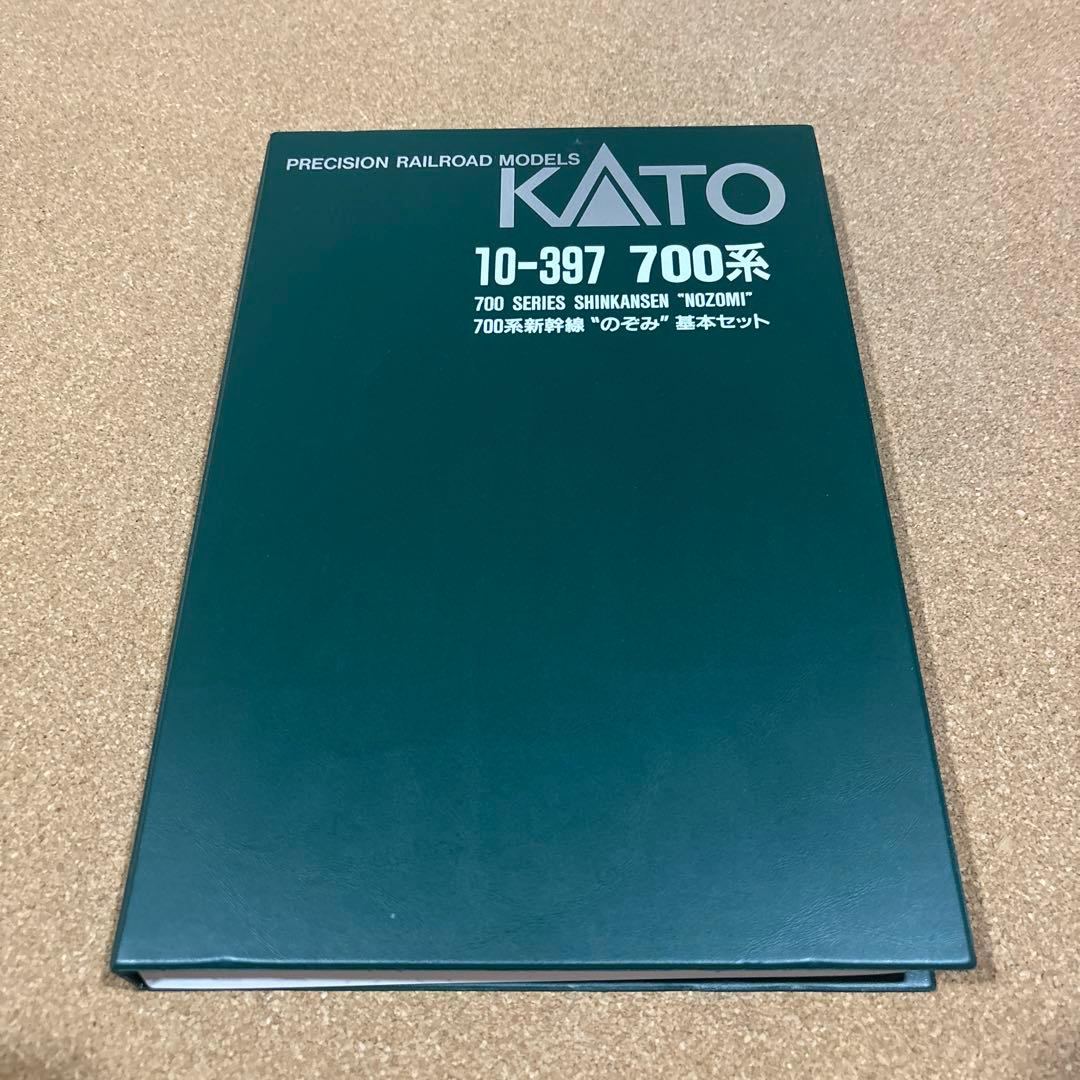 PRECISION RAILROAD MODELS
KATO
10-397 700系
700 SERIES SHINKANSEN "NOZOMI"
700系新幹線 "のぞみ" 基本セット